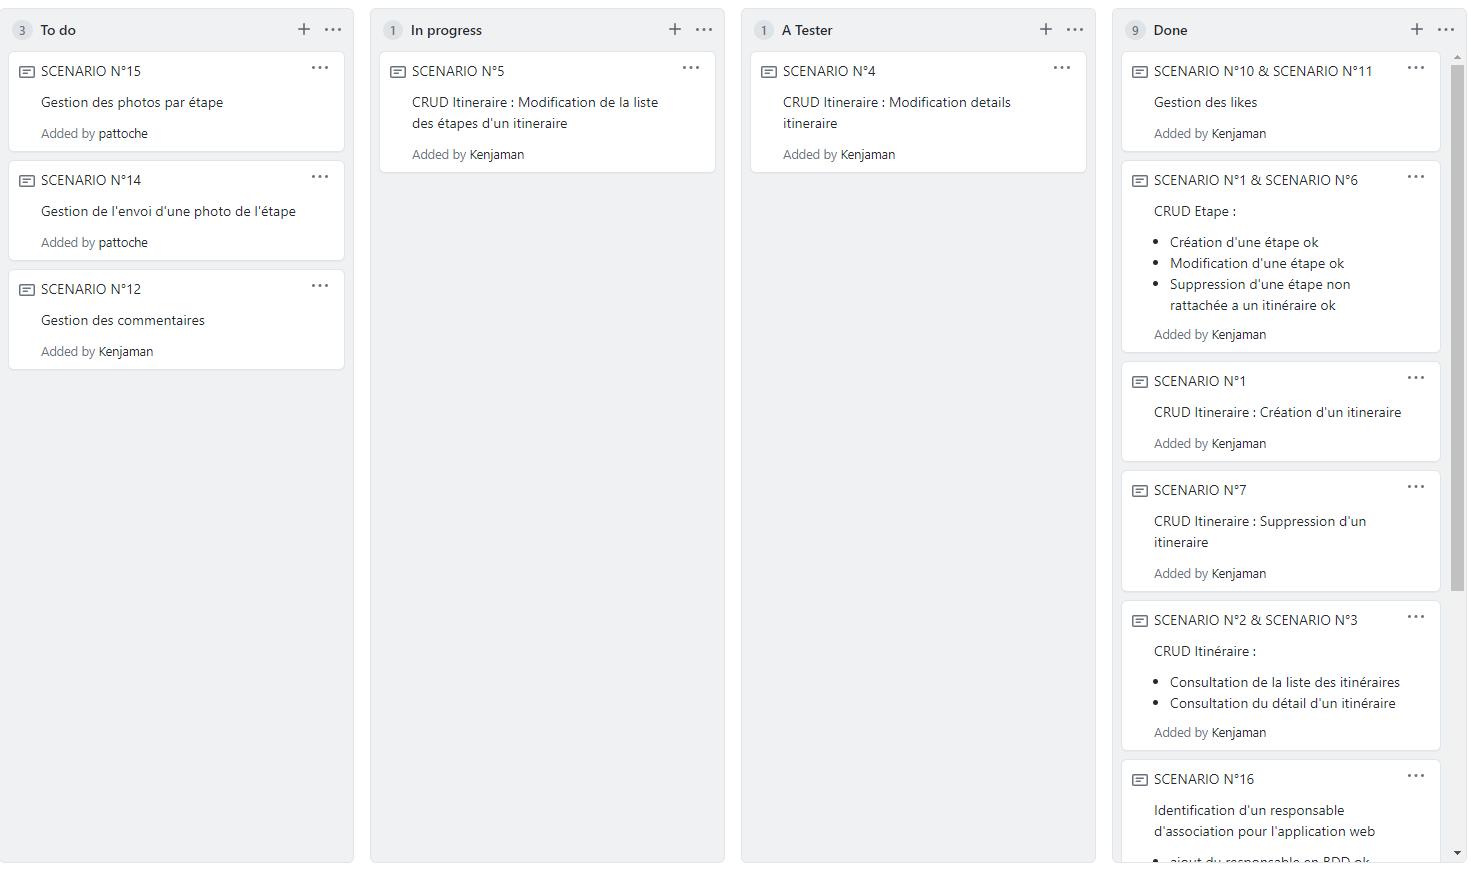 3 To do
SCENARIO N°15
Gestion des photos par étape
Added by pattoche
SCENARIO N°14
Gestion de l'envoi d'une photo de l'étape
Added by pattoche
SCENARIO N°12
Gestion des commentaires
Added by Kenjaman
1 In progress
SCENARIO N°5
CRUD Itineraire : Modification de la liste
des étapes d'un itineraire
Added by Kenjaman
1 A Tester
SCENARIO N°4
CRUD Itineraire : Modification details
itineraire
Added by Kenjaman
9 Done
SCENARIO N°10 & SCENARIO N°11
Gestion des likes
Added by Kenjaman
SCENARIO N°1 & SCENARIO N°6
CRUD Etape :
• Création d'une étape ok
• Modification d'une étape ok
• Suppression d'une étape non
rattachée a un itinéraire ok
Added by Kenjaman
SCENARIO N°1
CRUD Itineraire : Création d'un itineraire
Added by Kenjaman
SCENARIO N°7
CRUD Itineraire : Suppression d'un
itineraire
Added by Kenjaman
SCENARIO N°2 & SCENARIO N°3
CRUD Itinéraire :
• Consultation de la liste des itinéraires
• Consultation du détail d'un itinéraire
Added by Kenjaman
SCENARIO N°16
Identification d'un responsable
d'association pour l'application web
• ajout du responsable en BDD ok